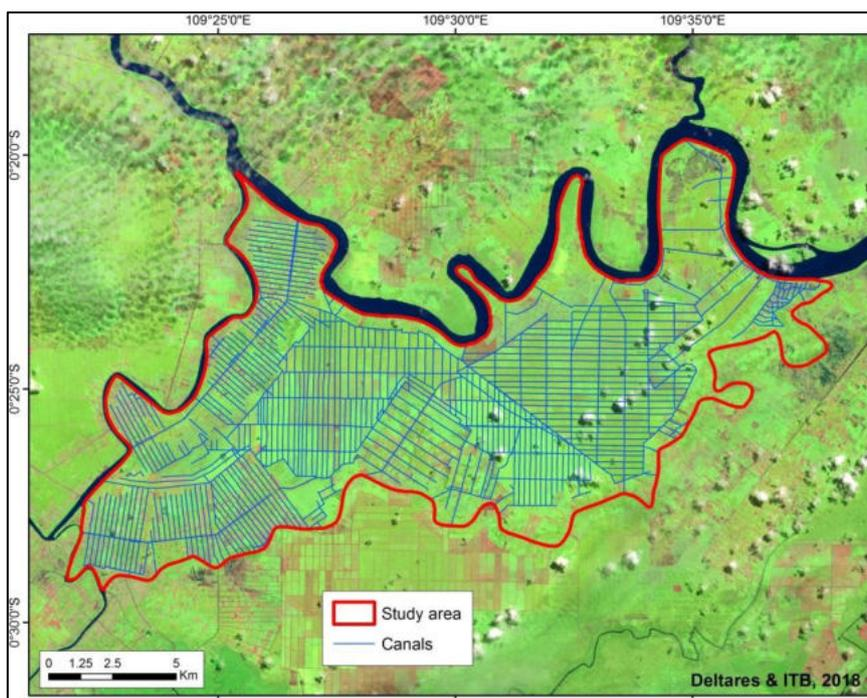 109°25'0"E
109°30'0"E
109°35'0"E
0°20'0"S
0°25'0"S
0°30'0"S
Study area
Canals
0 1.25 2.5 5
Km
Deltares & ITB, 2018